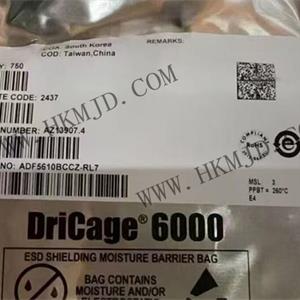 COA: South Korea
COD: Taiwan,China
REMARKS:
Y: 750
TE CODE: 2437
NUMBER: AZ13907.4
NO: ADF5610BCCZ-RL7
COMPLIANT
MSL: 3
PPBT = 260°C
E4
WWW.HKMJD.COM
WWW.HKMJD.COM
DriCage® 6000
ESD SHIELDING MOISTURE BARRIER BAG
BAG CONTAINS
MOISTURE AND/OR